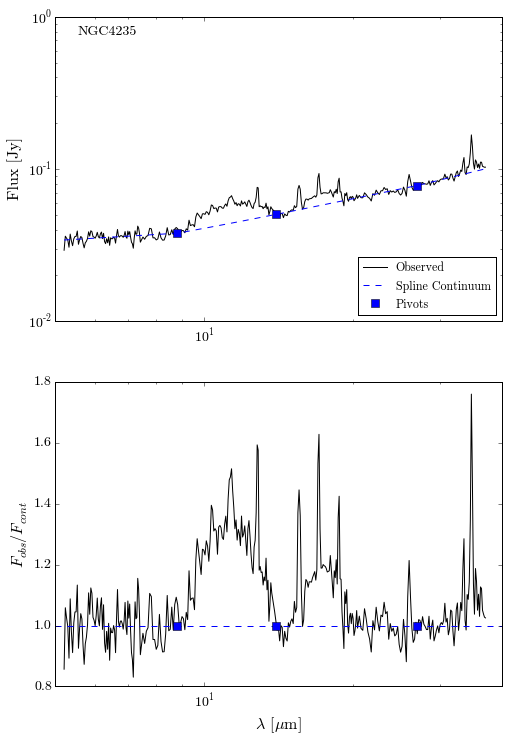 10^0
NGC4235
Flux [Jy]
10^-1
Observed
Spline Continuum
Pivots
10^-2
10^1
1.8
1.6
1.4
F_obs/F_cont
1.2
1.0
0.8
10^1
λ [μm]